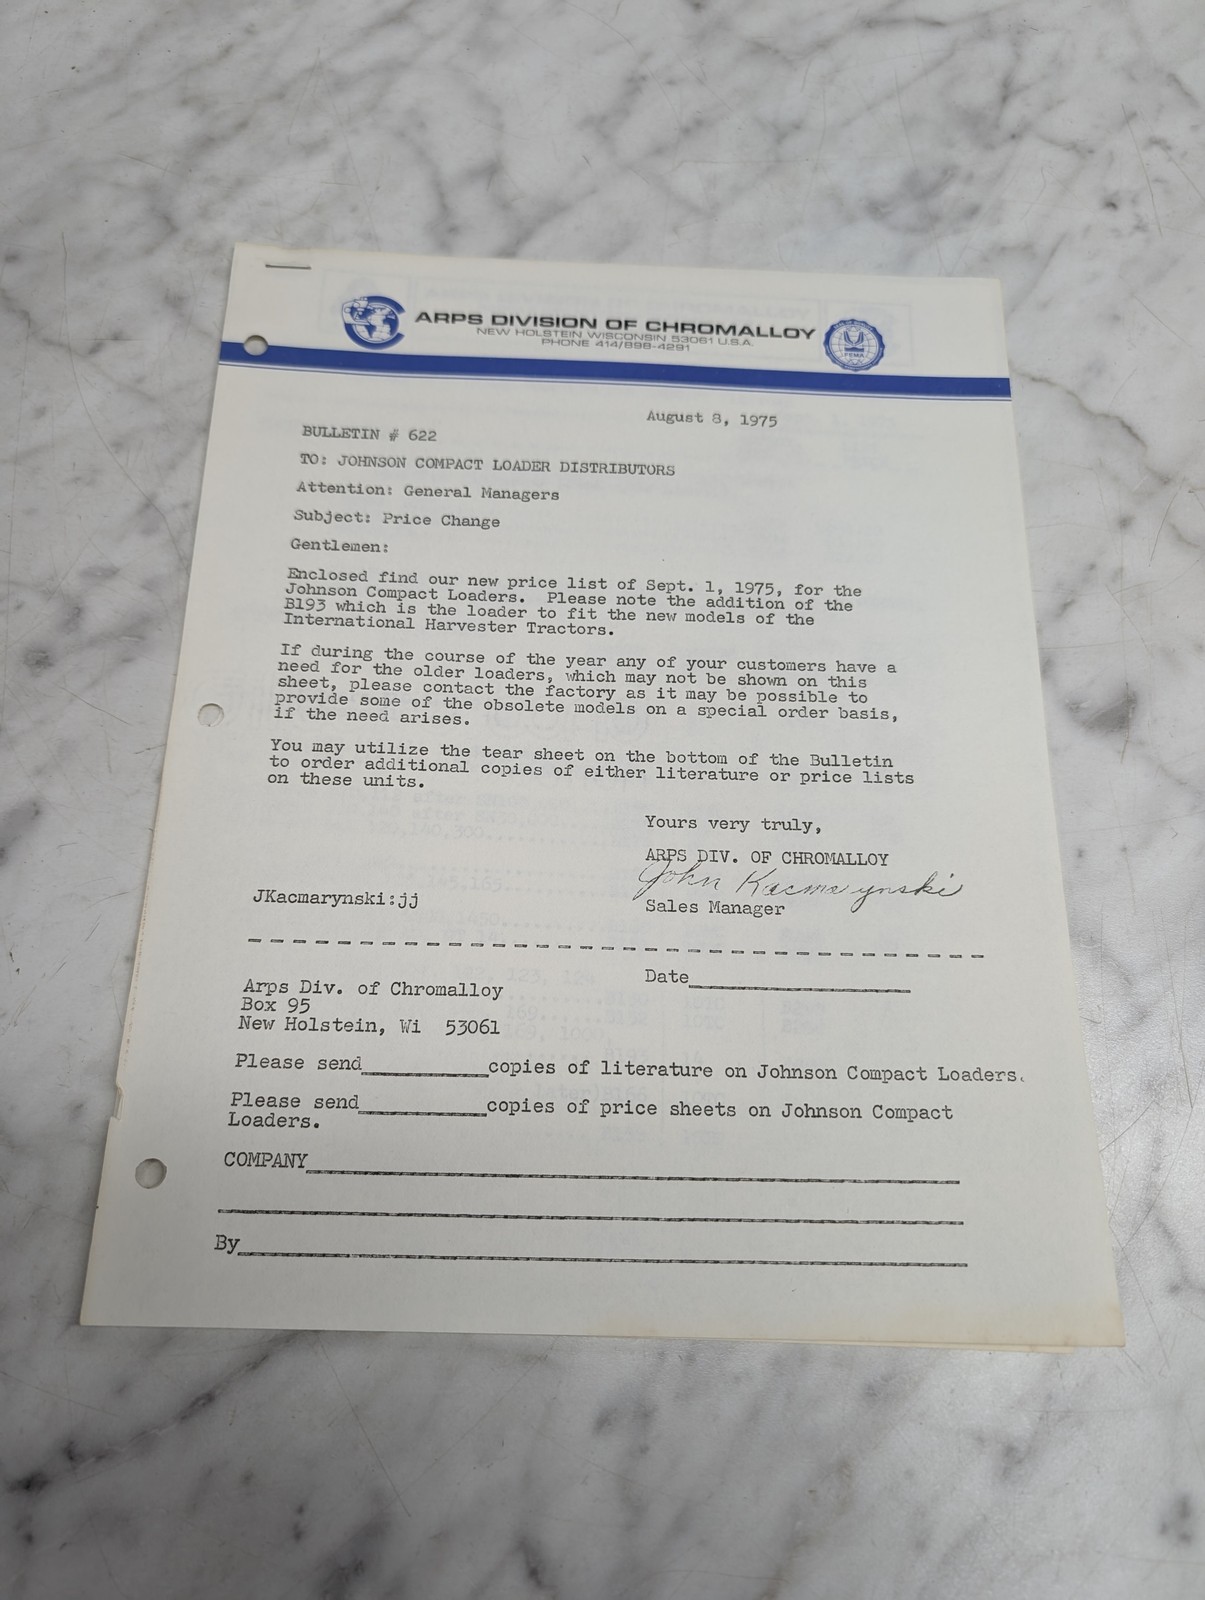 ARPS DIVISION OF CHROMALLOY
NEW HOLSTEIN WISCONSIN 53061 U.S.A.
PHONE 414/898-4291
FEMA
August 8, 1975
BULLETIN # 622
TO: JOHNSON COMPACT LOADER DISTRIBUTORS
Attention: General Managers
Subject: Price Change
Gentlemen:
Enclosed find our new price list of Sept. 1, 1975, for the
Johnson Compact Loaders. Please note the addition of the
B193 which is the loader to fit the new models of the
International Harvester Tractors.
If during the course of the year any of your customers have a
need for the older loaders, which may not be shown on this
sheet, please contact the factory as it may be possible to
provide some of the obsolete models on a special order basis,
if the need arises.
You may utilize the tear sheet on the bottom of the Bulletin
to order additional copies of either literature or price lists
on these units.
Yours very truly,
ARPS DIV. OF CHROMALLOY
John Kacmarynski
JKacmarynski:jj
Sales Manager
Date
Arps Div. of Chromalloy
Box 95
New Holstein, Wi 53061
Please send__________copies of literature on Johnson Compact Loaders.
Please send__________copies of price sheets on Johnson Compact
Loaders.
COMPANY
By